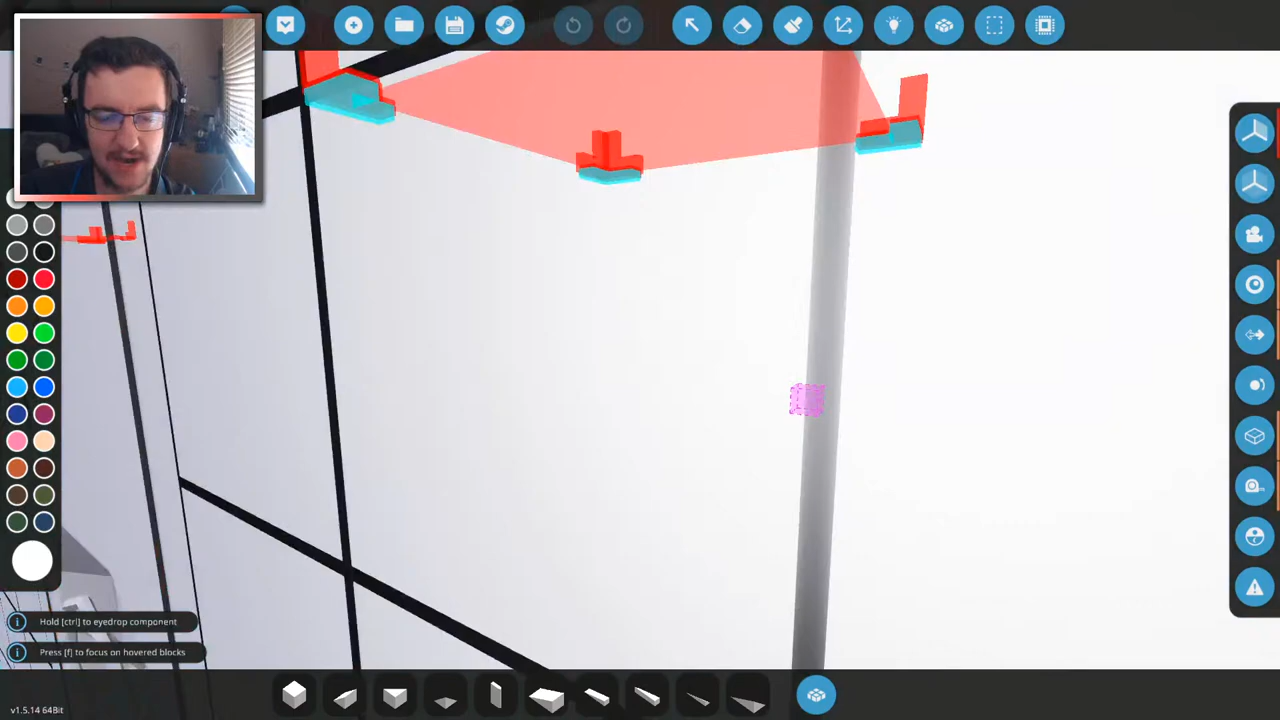 Hold [ctrl] to eyedrop component
Press [f] to focus on hovered blocks
v1.5.14 64Bit